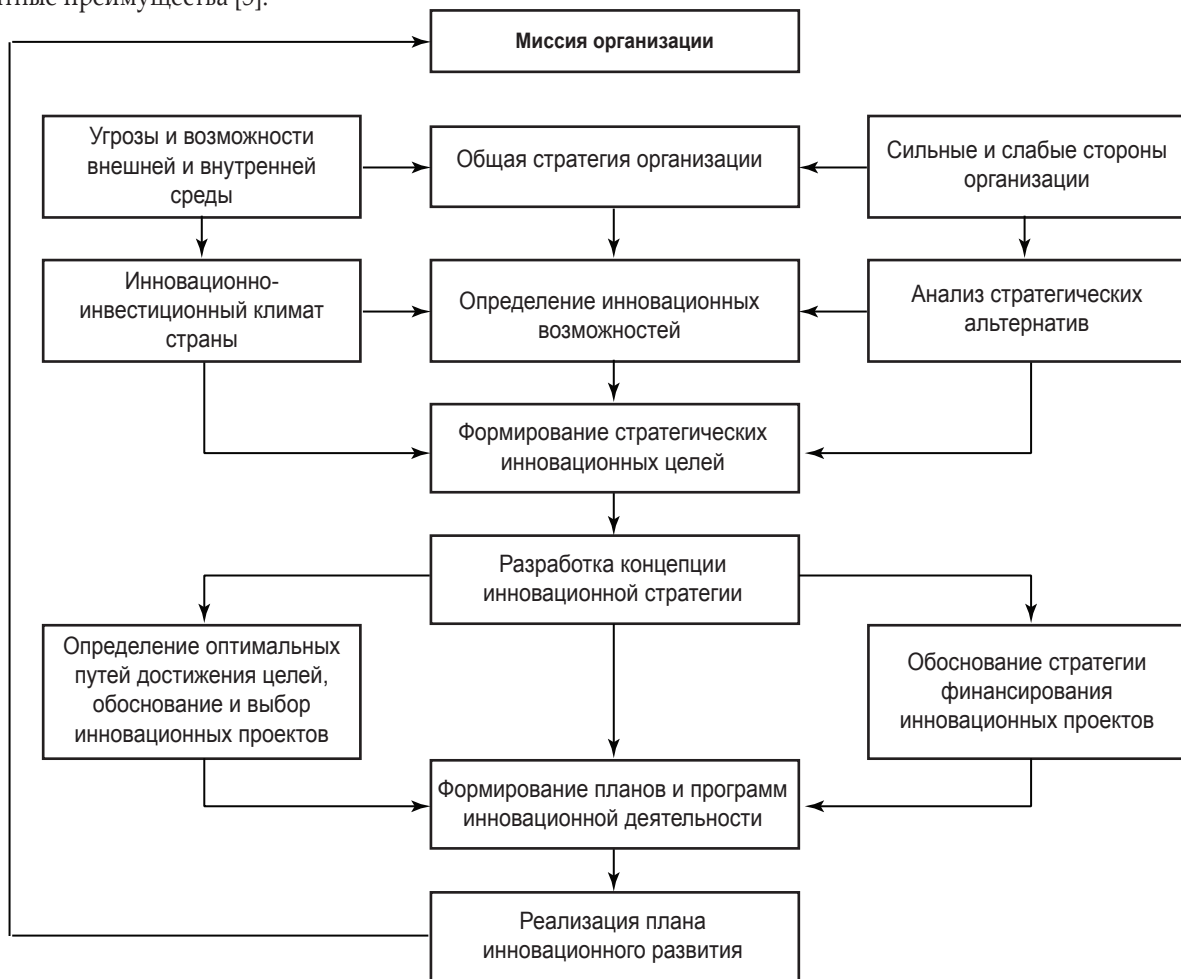 преимущества [3].
Миссия организации
Угрозы и возможности
внешней и внутренней
среды
Общая стратегия организации
Сильные и слабые стороны
организации
Инновационно-
инвестиционный климат
страны
Определение инновационных
возможностей
Анализ стратегических
альтернатив
Формирование стратегических
инновационных целей
Разработка концепции
инновационной стратегии
Определение оптимальных
путей достижения целей,
обоснование и выбор
инновационных проектов
Обоснование стратегии
финансирования
инновационных проектов
Формирование планов и программ
инновационной деятельности
Реализация плана
инновационного развития